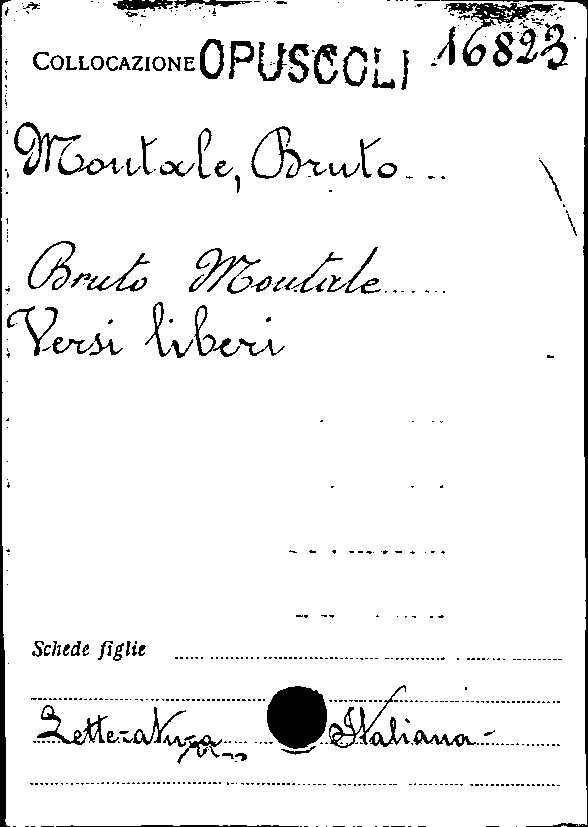 COLLOCAZIONE OPUSCOLI 16823
Montale, Bruto
Bruto Montale
Versi liberi
Schede figlie
Letteratura Italiana-